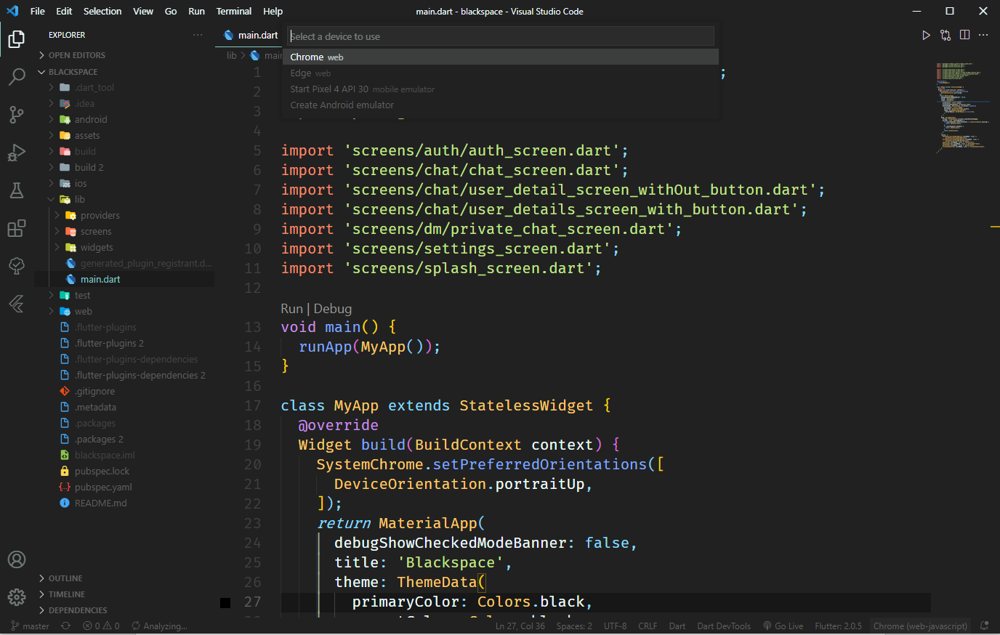 File Edit Selection View Go Run Terminal Help
main.dart - blackspace - Visual Studio Code
EXPLORER
OPEN EDITORS
BLACKSPACE
.dart_tool
.idea
android
assets
build
build 2
ios
lib
providers
screens
widgets
generated_plugin_registrant.d...
main.dart
test
web
.flutter-plugins
.flutter-plugins 2
.flutter-plugins-dependencies
.flutter-plugins-dependencies 2
.gitignore
.metadata
.packages
.packages 2
blackspace.iml
pubspec.lock
pubspec.yaml
README.md
OUTLINE
TIMELINE
DEPENDENCIES
main.dart
lib
Select a device to use
Chrome web
Edge web
Start Pixel 4 API 30 mobile emulator
Create Android emulator
1 ;
2
3
4
5 import 'screens/auth/auth_screen.dart';
6 import 'screens/chat/chat_screen.dart';
7 import 'screens/chat/user_detail_screen_withOut_button.dart';
8 import 'screens/chat/user_details_screen_with_button.dart';
9 import 'screens/dm/private_chat_screen.dart';
10 import 'screens/settings_screen.dart';
11 import 'screens/splash_screen.dart';
12
Run | Debug
13 void main() {
14 runApp(MyApp());
15 }
16
17 class MyApp extends StatelessWidget {
18 @override
19 Widget build(BuildContext context) {
20 SystemChrome.setPreferredOrientations([
21 DeviceOrientation.portraitUp,
22 ]);
23 return MaterialApp(
24 debugShowCheckedModeBanner: false,
25 title: 'Blackspace',
26 theme: ThemeData(
27 primaryColor: Colors.black,
master 0 0 Analyzing...
Ln 27, Col 36 Spaces: 2 UTF-8 CRLF Dart Dart DevTools Go Live Flutter: 2.0.5 Chrome (web-javascript)